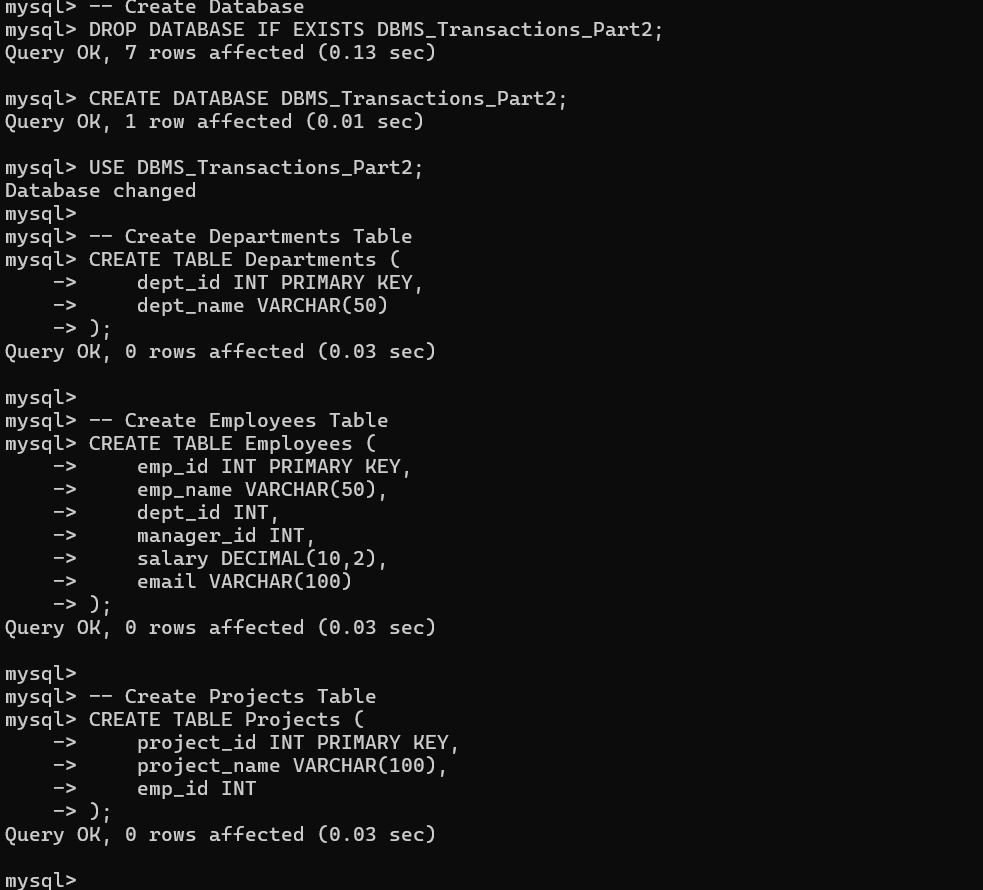 mysql> -- Create Database
mysql> DROP DATABASE IF EXISTS DBMS_Transactions_Part2;
Query OK, 7 rows affected (0.13 sec)

mysql> CREATE DATABASE DBMS_Transactions_Part2;
Query OK, 1 row affected (0.01 sec)

mysql> USE DBMS_Transactions_Part2;
Database changed
mysql>
mysql> -- Create Departments Table
mysql> CREATE TABLE Departments (
    ->     dept_id INT PRIMARY KEY,
    ->     dept_name VARCHAR(50)
    -> );
Query OK, 0 rows affected (0.03 sec)

mysql>
mysql> -- Create Employees Table
mysql> CREATE TABLE Employees (
    ->     emp_id INT PRIMARY KEY,
    ->     emp_name VARCHAR(50),
    ->     dept_id INT,
    ->     manager_id INT,
    ->     salary DECIMAL(10,2),
    ->     email VARCHAR(100)
    -> );
Query OK, 0 rows affected (0.03 sec)

mysql>
mysql> -- Create Projects Table
mysql> CREATE TABLE Projects (
    ->     project_id INT PRIMARY KEY,
    ->     project_name VARCHAR(100),
    ->     emp_id INT
    -> );
Query OK, 0 rows affected (0.03 sec)

mysql>